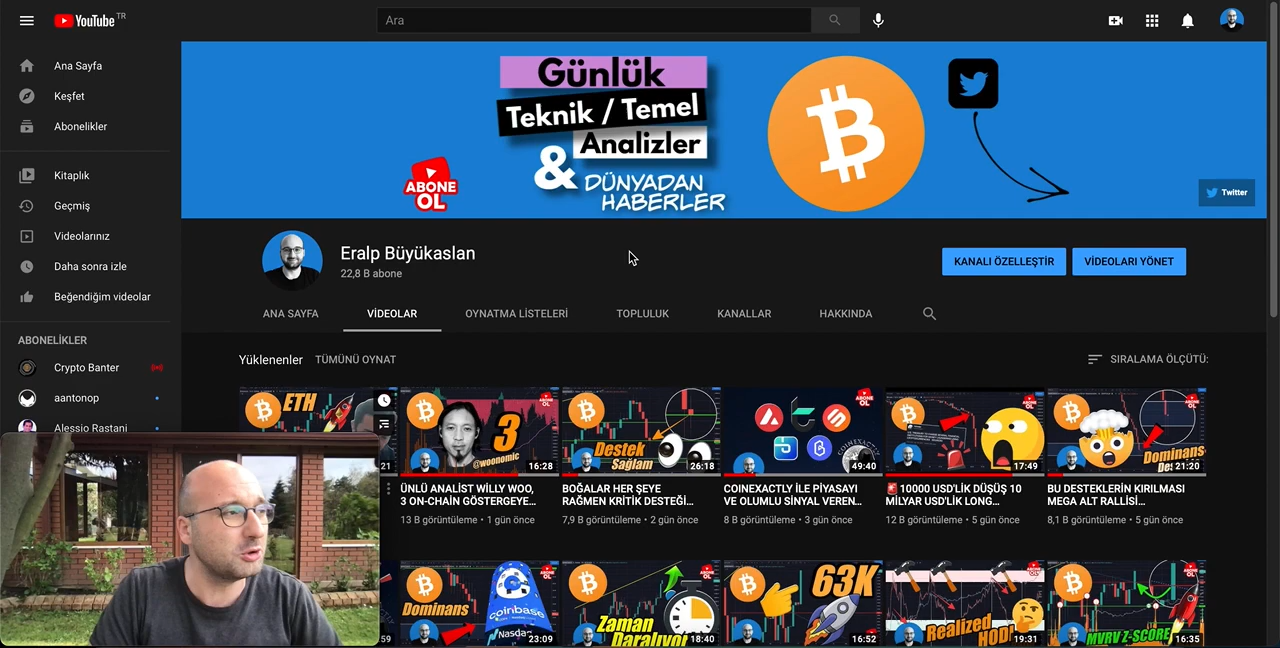 YouTube TR
Ara
Ana Sayfa
Keşfet
Abonelikler
Kitaplık
Geçmiş
Videolarınız
Daha sonra izle
Beğendiğim videolar
ABONELİKLER
Crypto Banter
aantonop
Alessio Rastani
Günlük
Teknik / Temel
Analizler
&
DÜNYADAN
HABERLER
ABONE
OL
Twitter
Eralp Büyükaslan
22,8 B abone
KANALI ÖZELLEŞTİR
VİDEOLARI YÖNET
ANA SAYFA
VİDEOLAR
OYNATMA LİSTELERİ
TOPLULUK
KANALLAR
HAKKINDA
Yüklenenler
TÜMÜNÜ OYNAT
SIRALAMA ÖLÇÜTÜ:
ETH
21
3
@woonomic
16:28
ÜNLÜ ANALİST WİLLY WOO,
3 ON-CHAIN GÖSTERGEYE...
13 B görüntüleme • 1 gün önce
Destek
Sağlam
26:18
BOĞALAR HER ŞEYE
RAĞMEN KRİTİK DESTEĞİ...
7,9 B görüntüleme • 2 gün önce
ABONE
OL
COINEXACTLY
49:40
COINEXACTLY İLE PİYASAYI
VE OLUMLU SİNYAL VEREN...
8 B görüntüleme • 3 gün önce
17:49
🚨10000 USD'LİK DÜŞÜŞ 10
MİLYAR USD'LİK LONG...
12 B görüntüleme • 5 gün önce
Dominans
21:20
BU DESTEKLERİN KIRILMASI
MEGA ALT RALLİSİ...
8,1 B görüntüleme • 5 gün önce
59
Dominans
coinbase
Nasdaq
23:09
Zaman
Daralıyor
18:40
63K
16:52
Realized
HODL
19:31
MVRV Z-SCORE
16:35